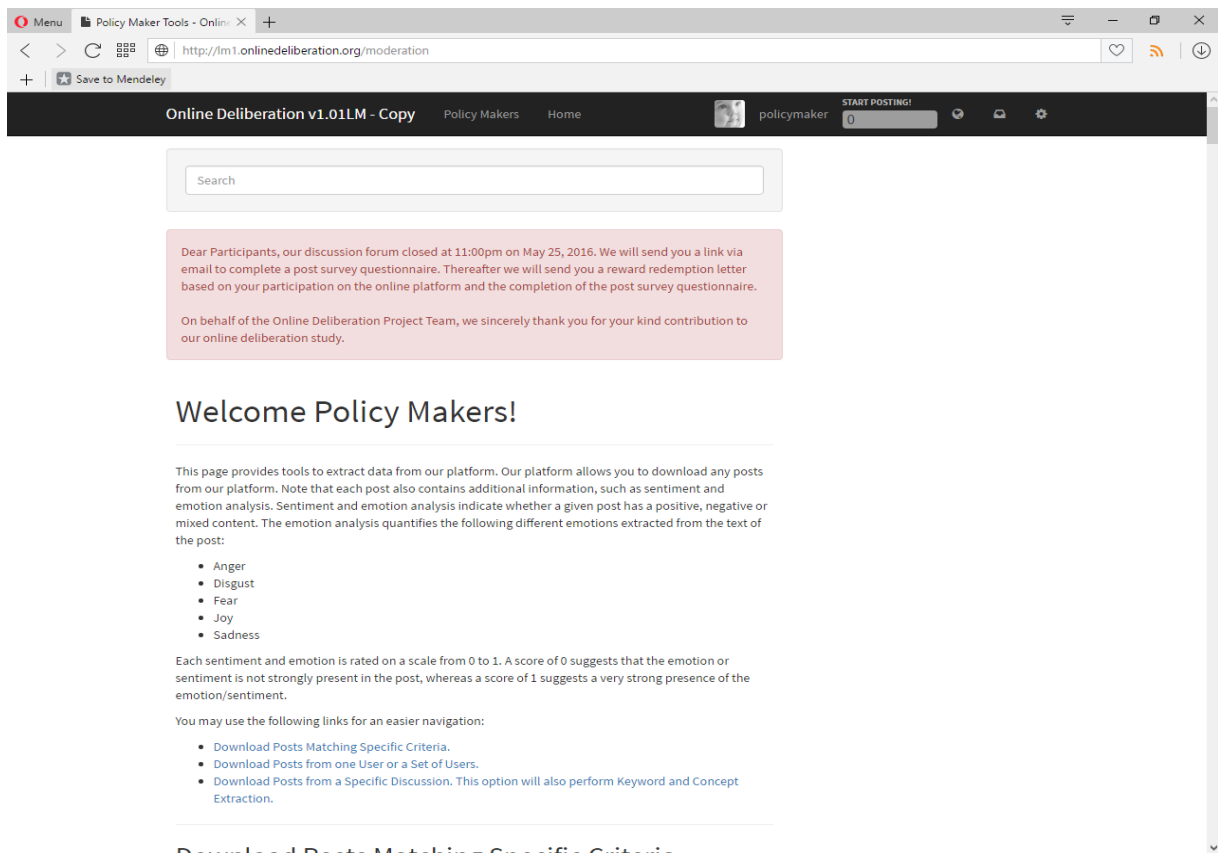 Menu
Policy Maker Tools - Online
http://lm1.onlinedeliberation.org/moderation
Save to Mendeley
Online Deliberation v1.01LM - Copy Policy Makers Home policymaker START POSTING! 0
Search
Dear Participants, our discussion forum closed at 11:00pm on May 25, 2016. We will send you a link via
email to complete a post survey questionnaire. Thereafter we will send you a reward redemption letter
based on your participation on the online platform and the completion of the post survey questionnaire.
On behalf of the Online Deliberation Project Team, we sincerely thank you for your kind contribution to
our online deliberation study.
Welcome Policy Makers!
This page provides tools to extract data from our platform. Our platform allows you to download any posts
from our platform. Note that each post also contains additional information, such as sentiment and
emotion analysis. Sentiment and emotion analysis indicate whether a given post has a positive, negative or
mixed content. The emotion analysis quantifies the following different emotions extracted from the text of
the post:
• Anger
• Disgust
• Fear
• Joy
• Sadness
Each sentiment and emotion is rated on a scale from 0 to 1. A score of 0 suggests that the emotion or
sentiment is not strongly present in the post, whereas a score of 1 suggests a very strong presence of the
emotion/sentiment.
You may use the following links for an easier navigation:
• Download Posts Matching Specific Criteria.
• Download Posts from one User or a Set of Users.
• Download Posts from a Specific Discussion. This option will also perform Keyword and Concept
Extraction.
Download Posts Matching Specific Criteria